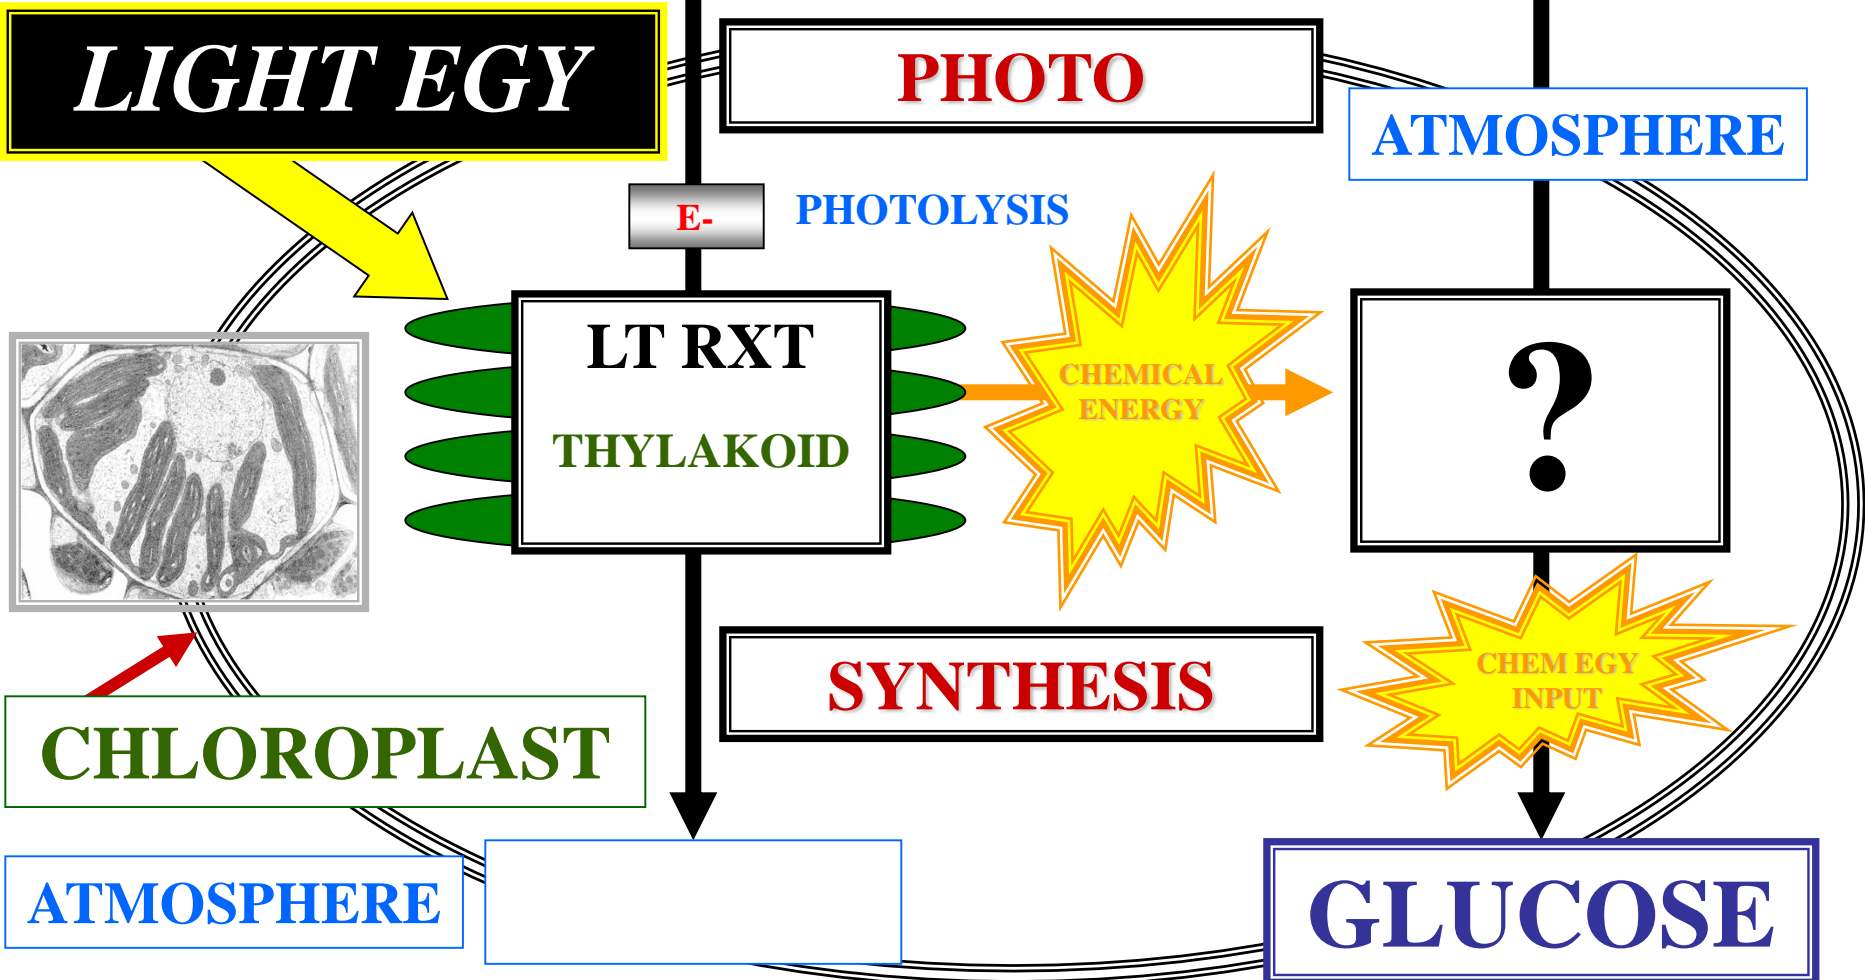 LIGHT EGY
PHOTO
ATMOSPHERE
E-
PHOTOLYSIS
LT RXT
THYLAKOID
CHEMICAL
ENERGY
?
SYNTHESIS
CHEM EGY
INPUT
CHLOROPLAST
ATMOSPHERE
GLUCOSE